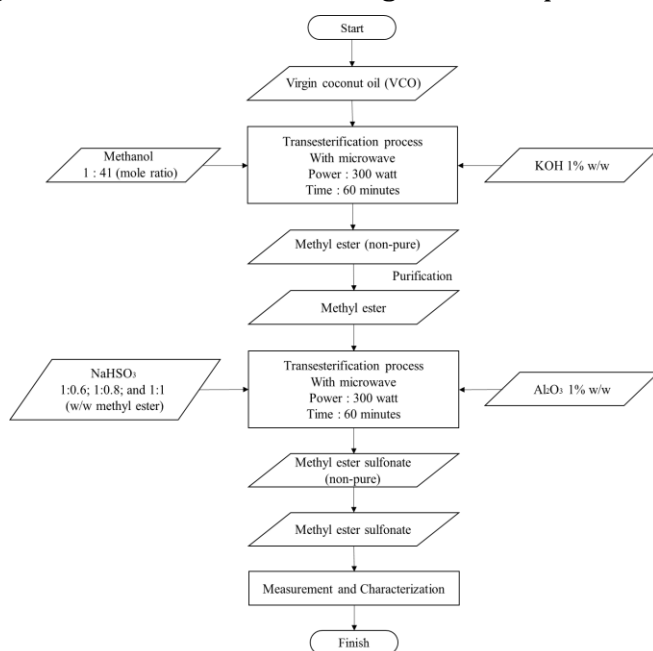 Start
Virgin coconut oil (VCO)
Methanol
1 : 41 (mole ratio)
Transesterification process
With microwave
Power : 300 watt
Time : 60 minutes
KOH 1% w/w
Methyl ester (non-pure)
Purification
Methyl ester
NaHSO₃
1:0.6; 1:0.8; and 1:1
(w/w methyl ester)
Transesterification process
With microwave
Power : 300 watt
Time : 60 minutes
Al₂O₃ 1% w/w
Methyl ester sulfonate
(non-pure)
Methyl ester sulfonate
Measurement and Characterization
Finish